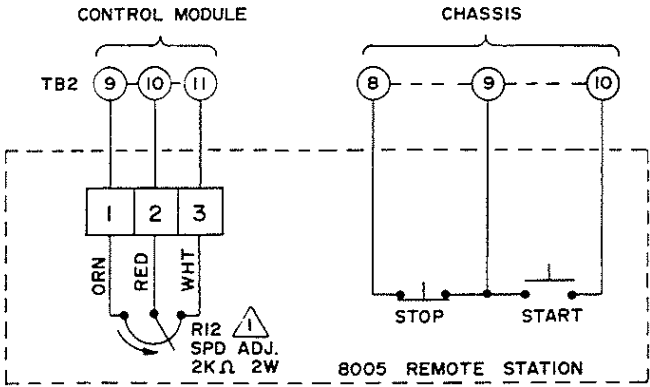 CONTROL MODULE
CHASSIS
TB2 9 10 11
8 9 10
1 2 3
ORN RED WHT
R12 1
SPD ADJ.
2KΩ 2W
STOP START
8005 REMOTE STATION